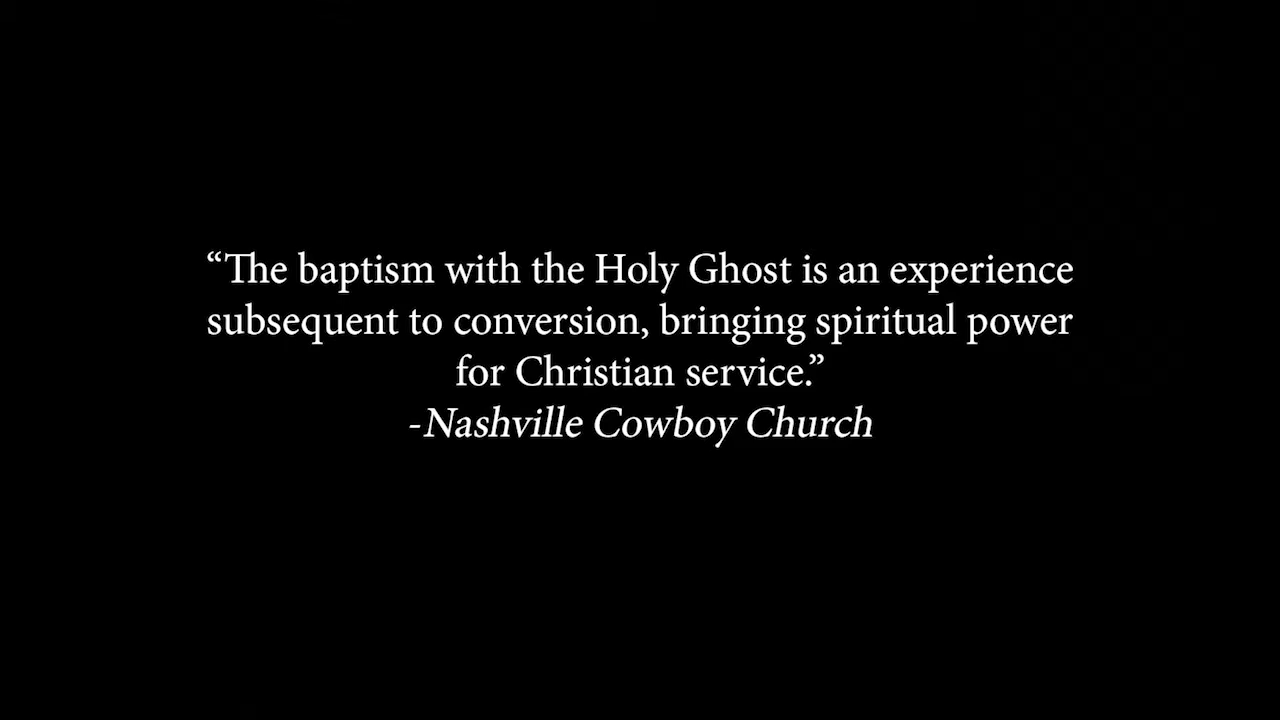 “The baptism with the Holy Ghost is an experience
subsequent to conversion, bringing spiritual power
for Christian service.”
-Nashville Cowboy Church